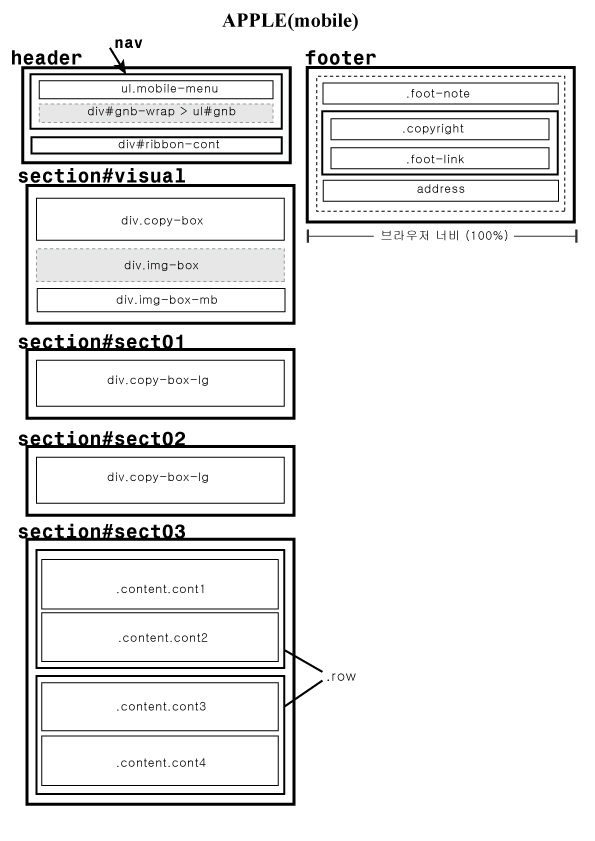 APPLE(mobile)
nav
header
ul.mobile-menu
div#gnb-wrap > ul#gnb
div#ribbon-cont
section#visual
div.copy-box
div.img-box
div.img-box-mb
section#sect01
div.copy-box-lg
section#sect02
div.copy-box-lg
section#sect03
.content.cont1
.content.cont2
.row
.content.cont3
.content.cont4
footer
.foot-note
.copyright
.foot-link
address
브라우저 너비 (100%)